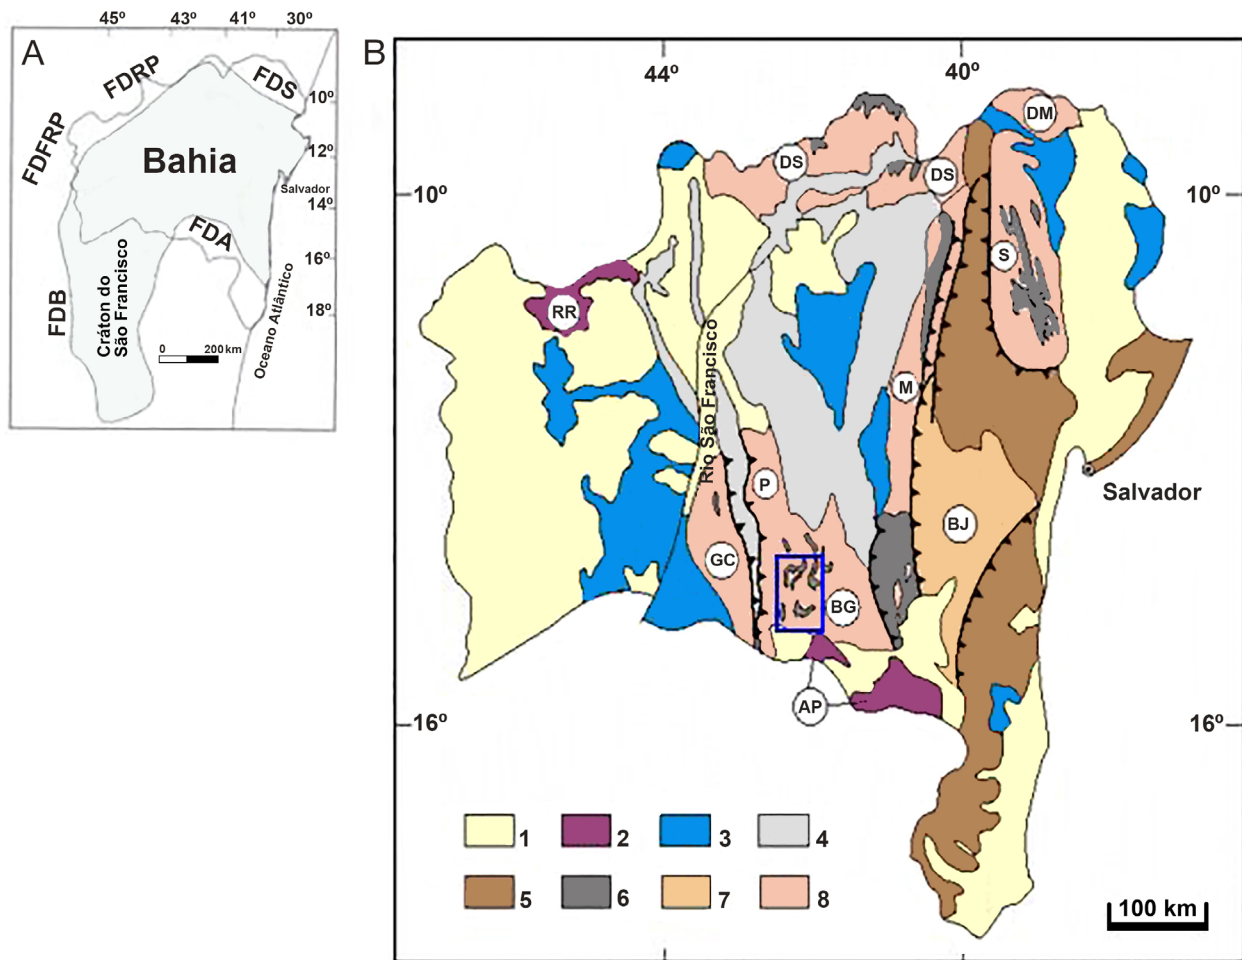 A
45º 43º 41º 30º
FDRP
FDS
10º
FDFRP
12º
Bahia
Salvador
14º
FDA
16º
FDB
Cráton do
São Francisco
18º
Oceano Atlântico
0 200 km
B
44º 40º
DM
DS
DS
10º 10º
S
RR
Rio São Francisco
M
P
Salvador
BJ
GC
BG
AP
16º 16º
1 2 3 4
5 6 7 8
100 km